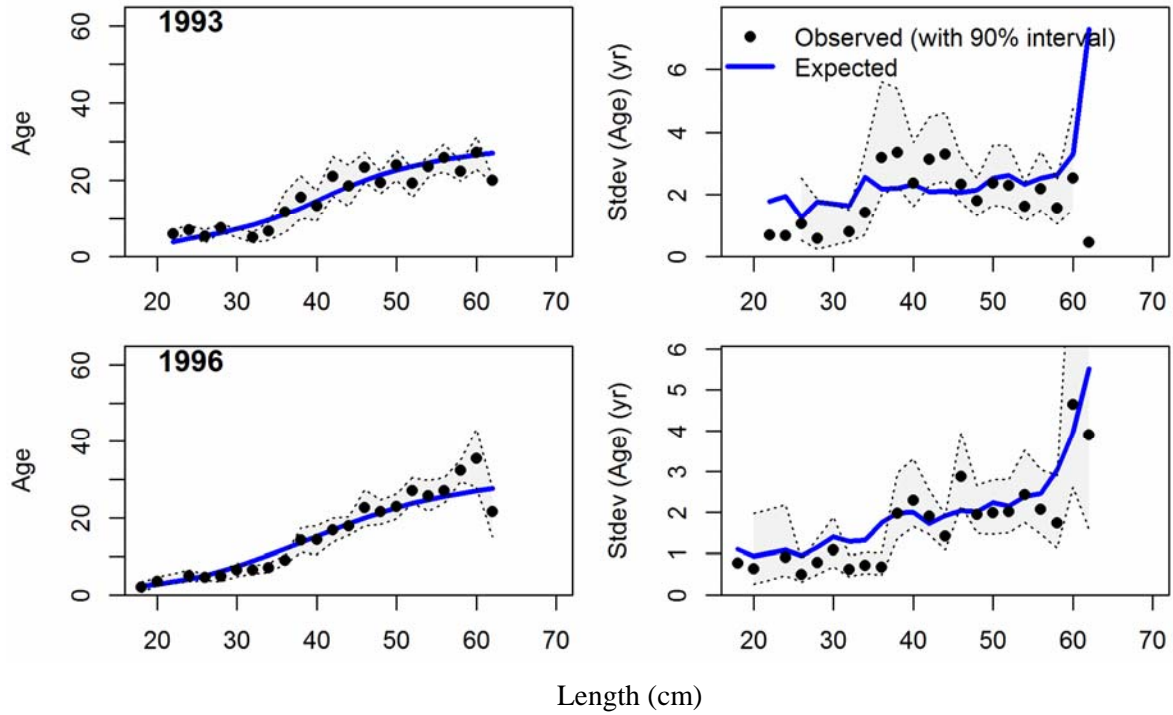 1993
Age
0 20 40 60
20 30 40 50 60 70
Observed (with 90% interval)
Expected
Stdev (Age) (yr)
0 2 4 6
20 30 40 50 60 70
1996
Age
0 20 40 60
20 30 40 50 60 70
Stdev (Age) (yr)
0 1 2 3 4 5 6
20 30 40 50 60 70
Length (cm)